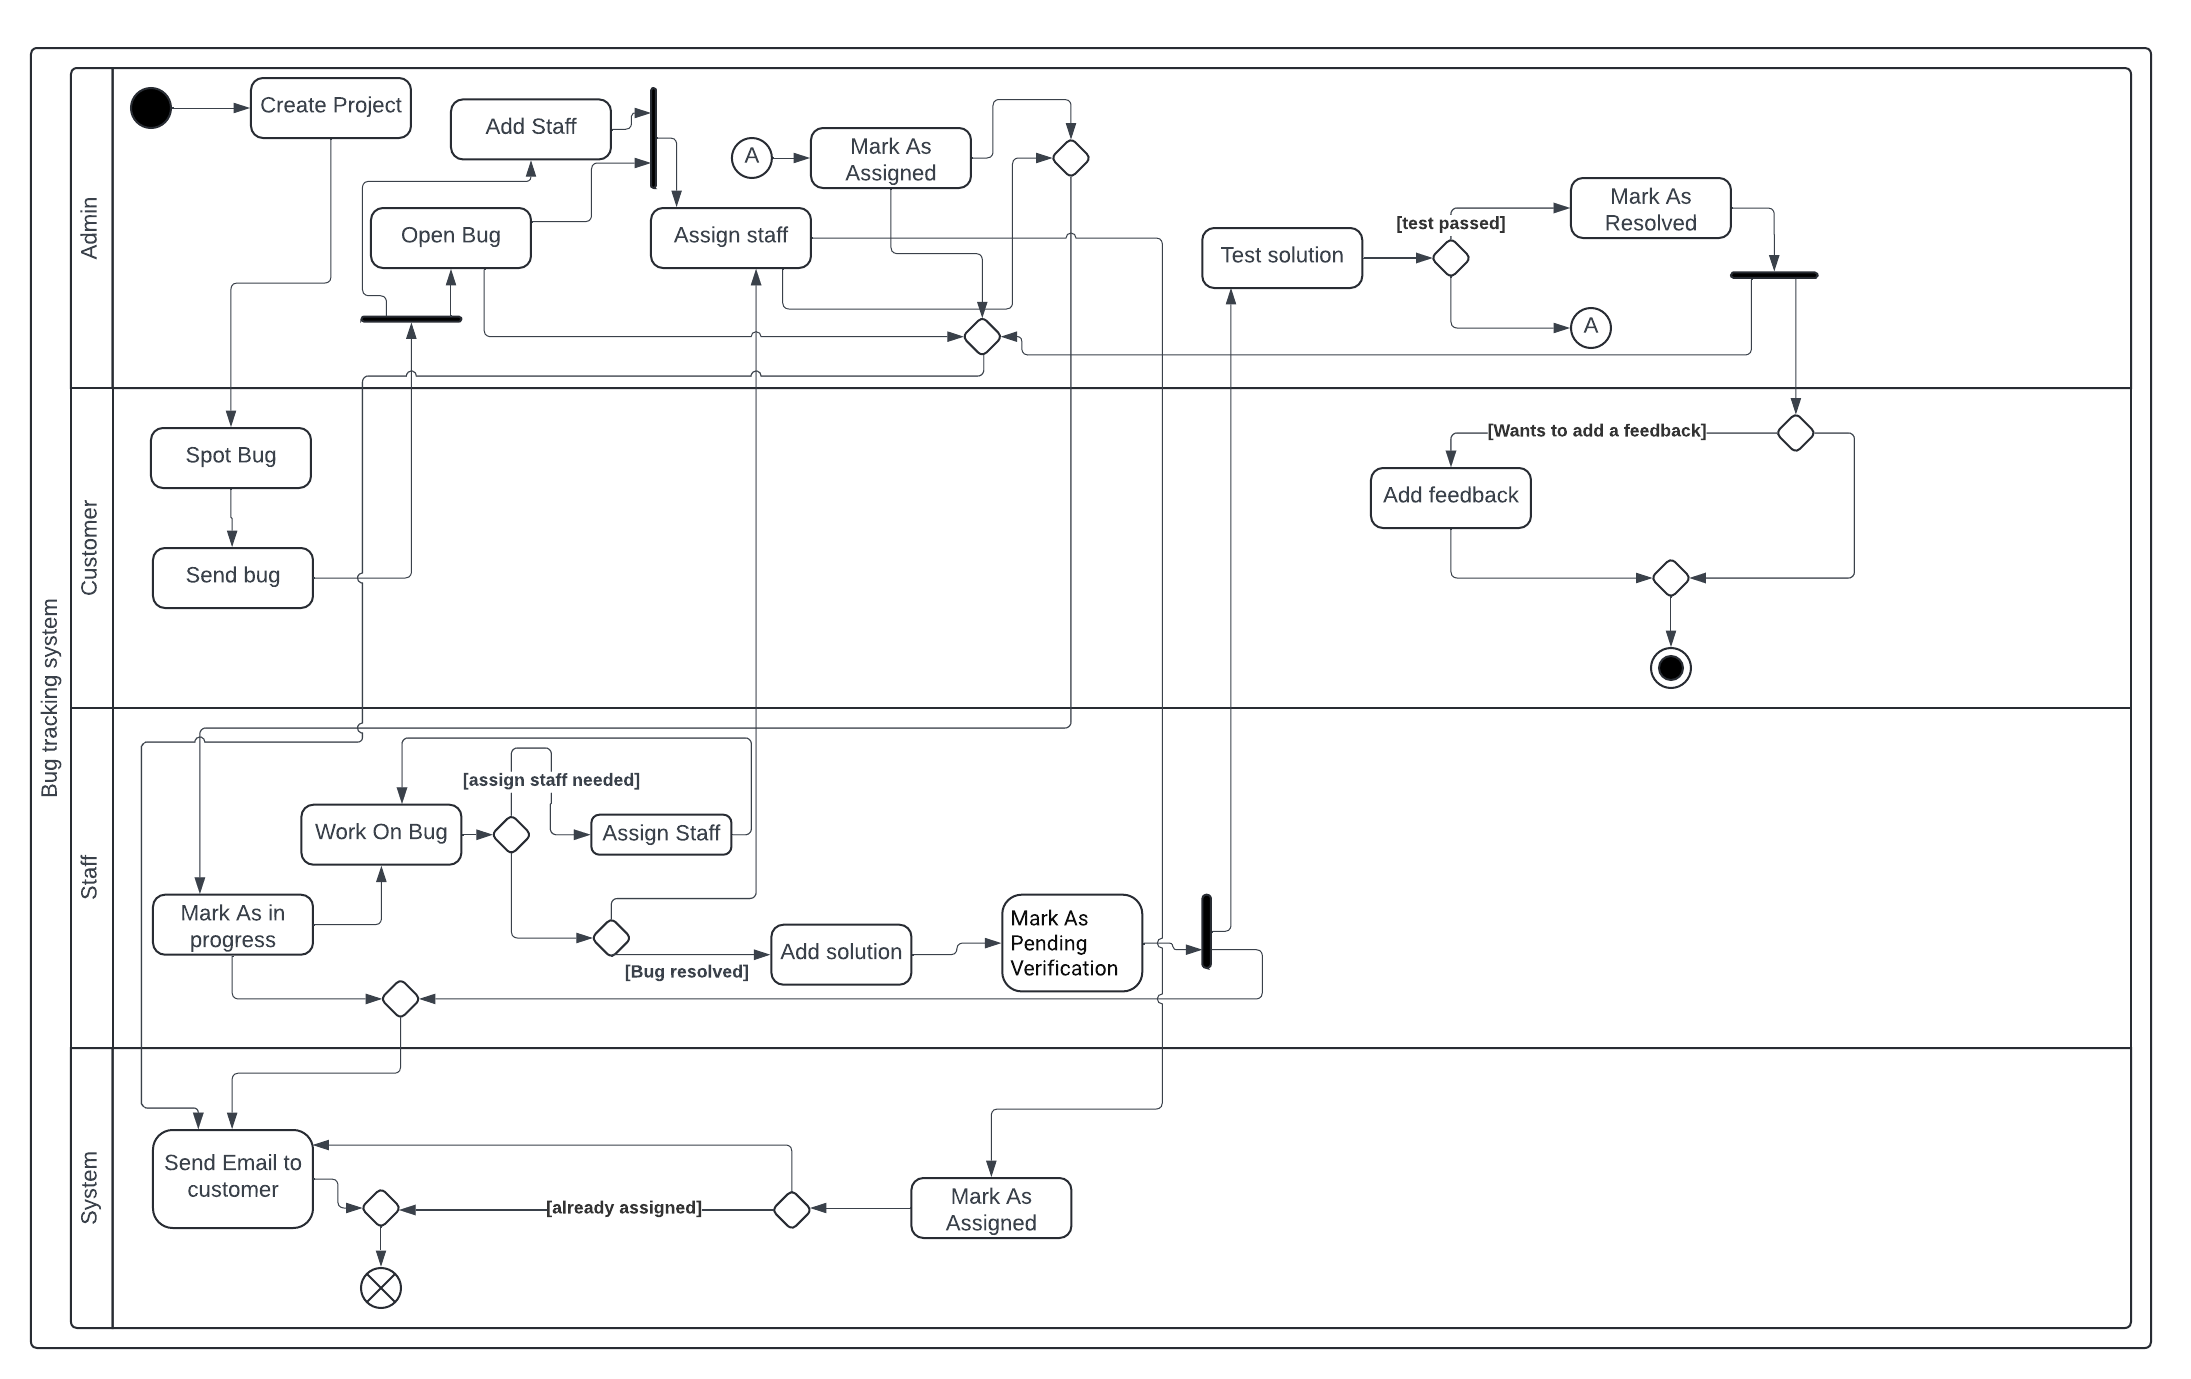 Bug tracking system
Admin
Create Project
Add Staff
A
Mark As
Assigned
Open Bug
Assign staff
Test solution
[test passed]
Mark As
Resolved
A
Customer
Spot Bug
Send bug
[Wants to add a feedback]
Add feedback
Staff
[assign staff needed]
Work On Bug
Assign Staff
Mark As in
progress
[Bug resolved]
Add solution
Mark As
Pending
Verification
System
Send Email to
customer
[already assigned]
Mark As
Assigned